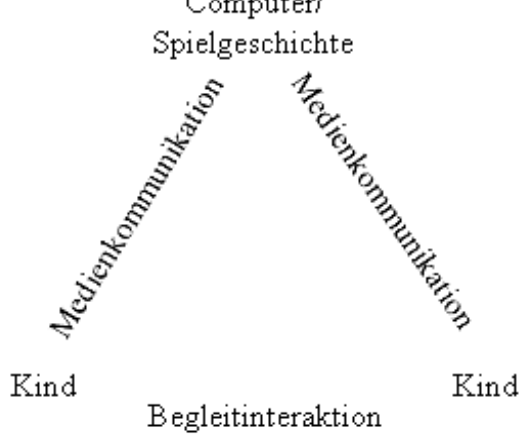 Computer/
Spielgeschichte
Medienkommunikation
Medienkommunikation
Kind
Kind
Begleitinteraktion